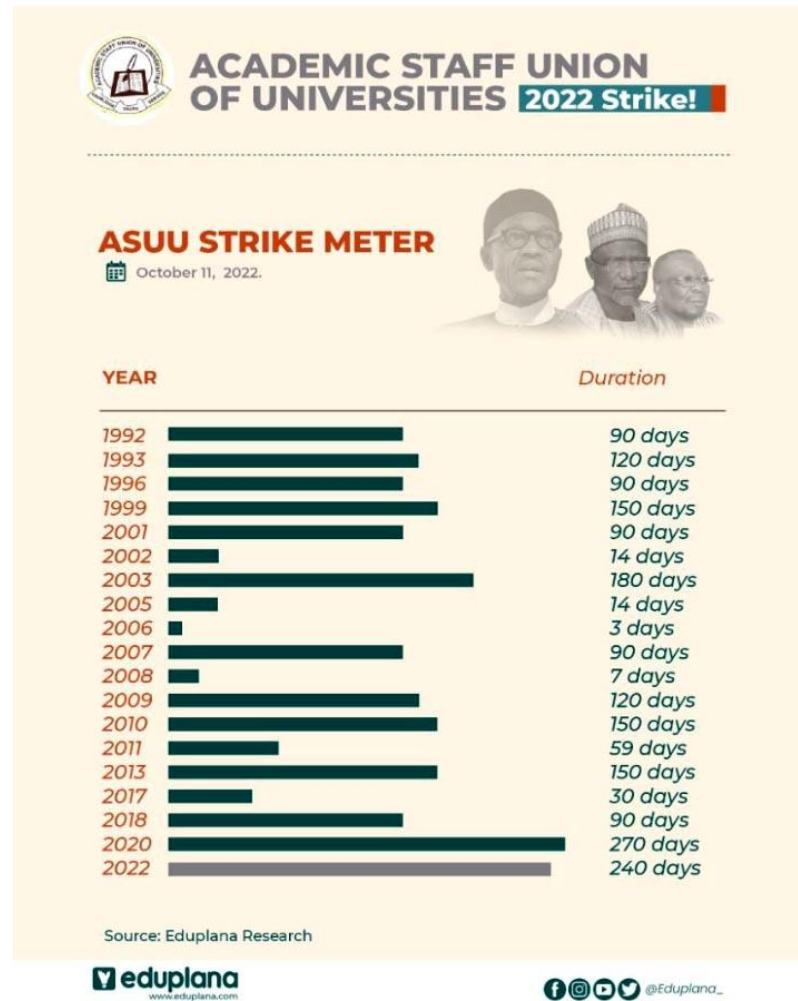 ACADEMIC STAFF UNION
OF UNIVERSITIES 2022 Strike!
ASUU STRIKE METER
October 11, 2022.
YEAR Duration
1992 90 days
1993 120 days
1996 90 days
1999 150 days
2001 90 days
2002 14 days
2003 180 days
2005 14 days
2006 3 days
2007 90 days
2008 7 days
2009 120 days
2010 150 days
2011 59 days
2013 150 days
2017 30 days
2018 90 days
2020 270 days
2022 240 days
Source: Eduplana Research
eduplana
www.eduplana.com
@Eduplana_